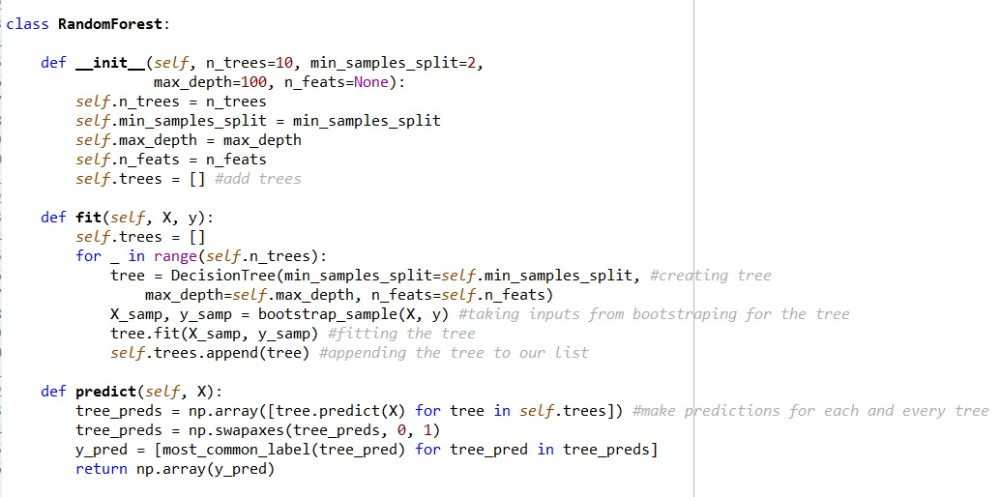 class RandomForest:
def __init__(self, n_trees=10, min_samples_split=2,
max_depth=100, n_feats=None):
self.n_trees = n_trees
self.min_samples_split = min_samples_split
self.max_depth = max_depth
self.n_feats = n_feats
self.trees = [] #add trees
def fit(self, X, y):
self.trees = []
for _ in range(self.n_trees):
tree = DecisionTree(min_samples_split=self.min_samples_split, #creating tree
max_depth=self.max_depth, n_feats=self.n_feats)
X_samp, y_samp = bootstrap_sample(X, y) #taking inputs from bootstraping for the tree
tree.fit(X_samp, y_samp) #fitting the tree
self.trees.append(tree) #appending the tree to our list
def predict(self, X):
tree_preds = np.array([tree.predict(X) for tree in self.trees]) #make predictions for each and every tree
tree_preds = np.swapaxes(tree_preds, 0, 1)
y_pred = [most_common_label(tree_pred) for tree_pred in tree_preds]
return np.array(y_pred)